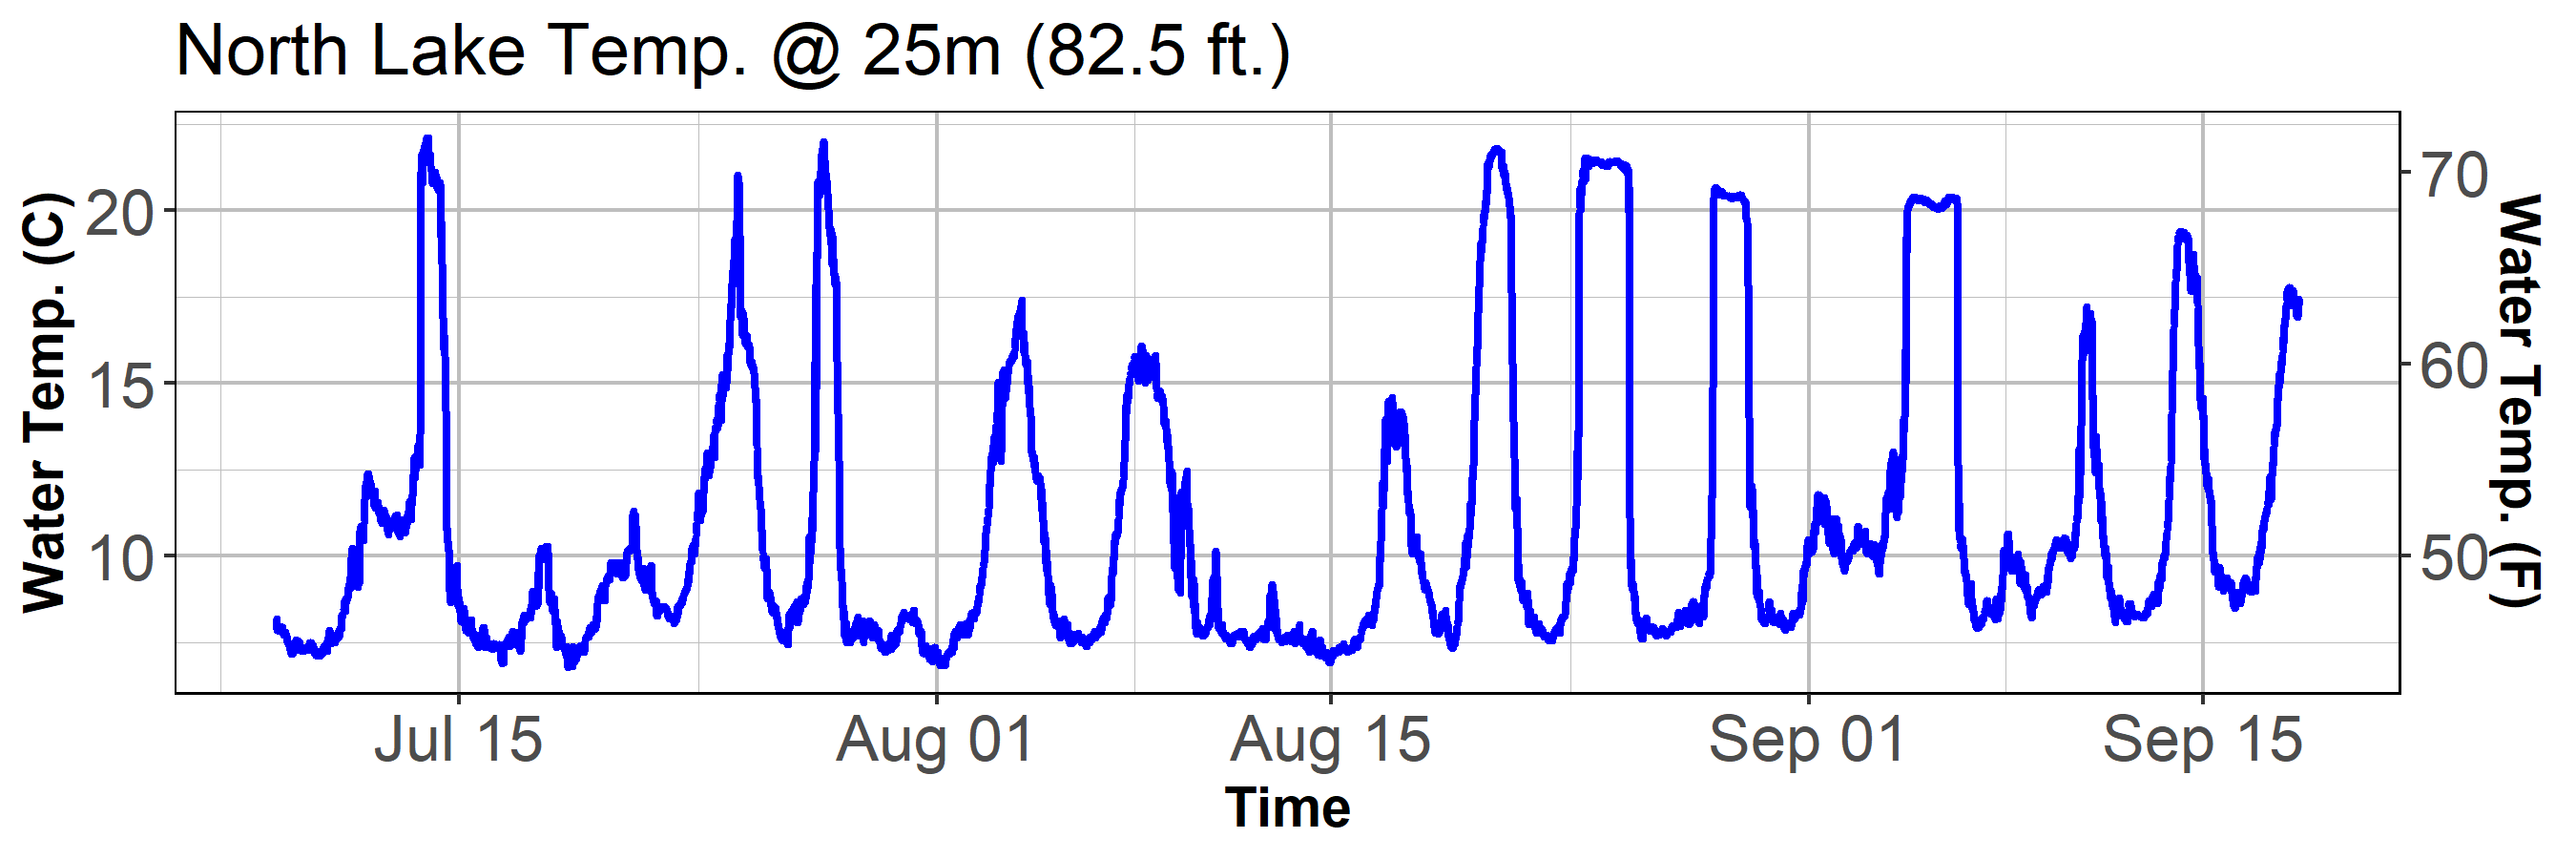 North Lake Temp. @ 25m (82.5 ft.)
Water Temp. (C)
20
15
10
70
60
50
Water Temp. (F)
Jul 15
Aug 01
Aug 15
Sep 01
Sep 15
Time